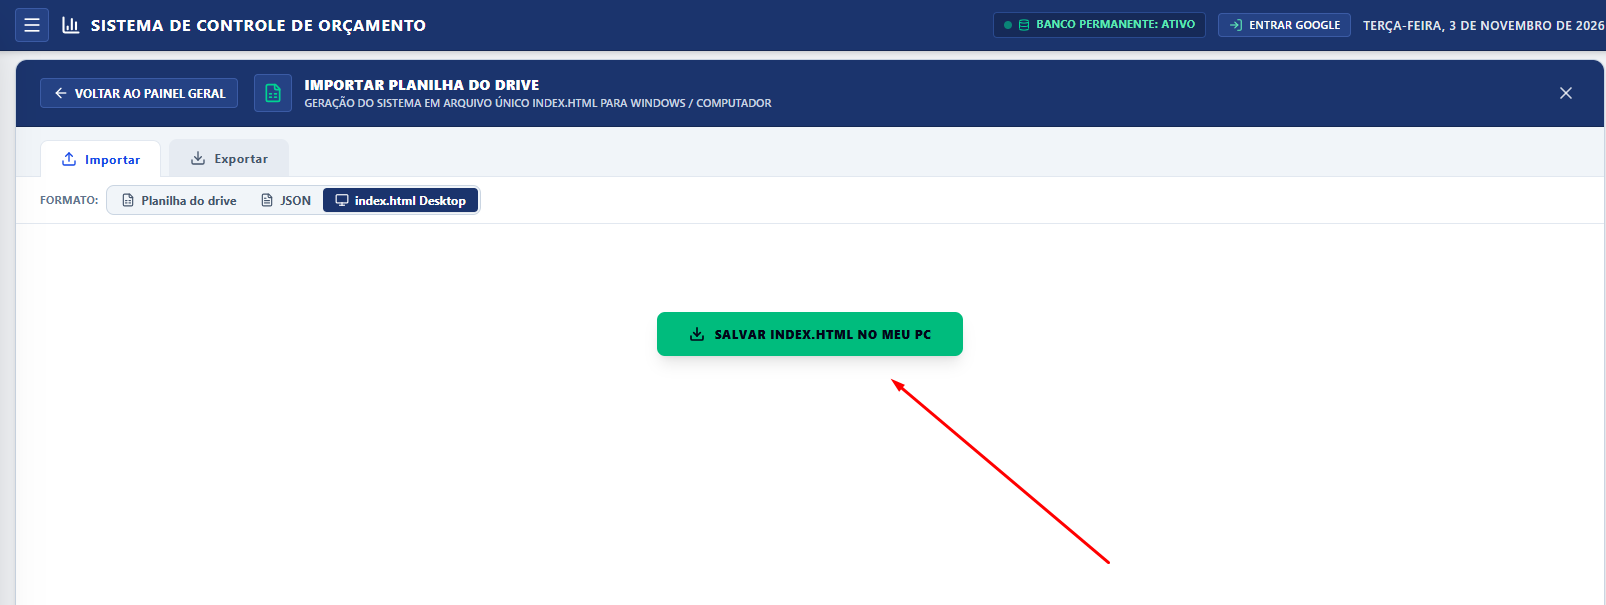 SISTEMA DE CONTROLE DE ORÇAMENTO
BANCO PERMANENTE: ATIVO
ENTRAR GOOGLE
TERÇA-FEIRA, 3 DE NOVEMBRO DE 2026
VOLTAR AO PAINEL GERAL
IMPORTAR PLANILHA DO DRIVE
GERAÇÃO DO SISTEMA EM ARQUIVO ÚNICO INDEX.HTML PARA WINDOWS / COMPUTADOR
Importar
Exportar
FORMATO:
Planilha do drive
JSON
index.html Desktop
SALVAR INDEX.HTML NO MEU PC